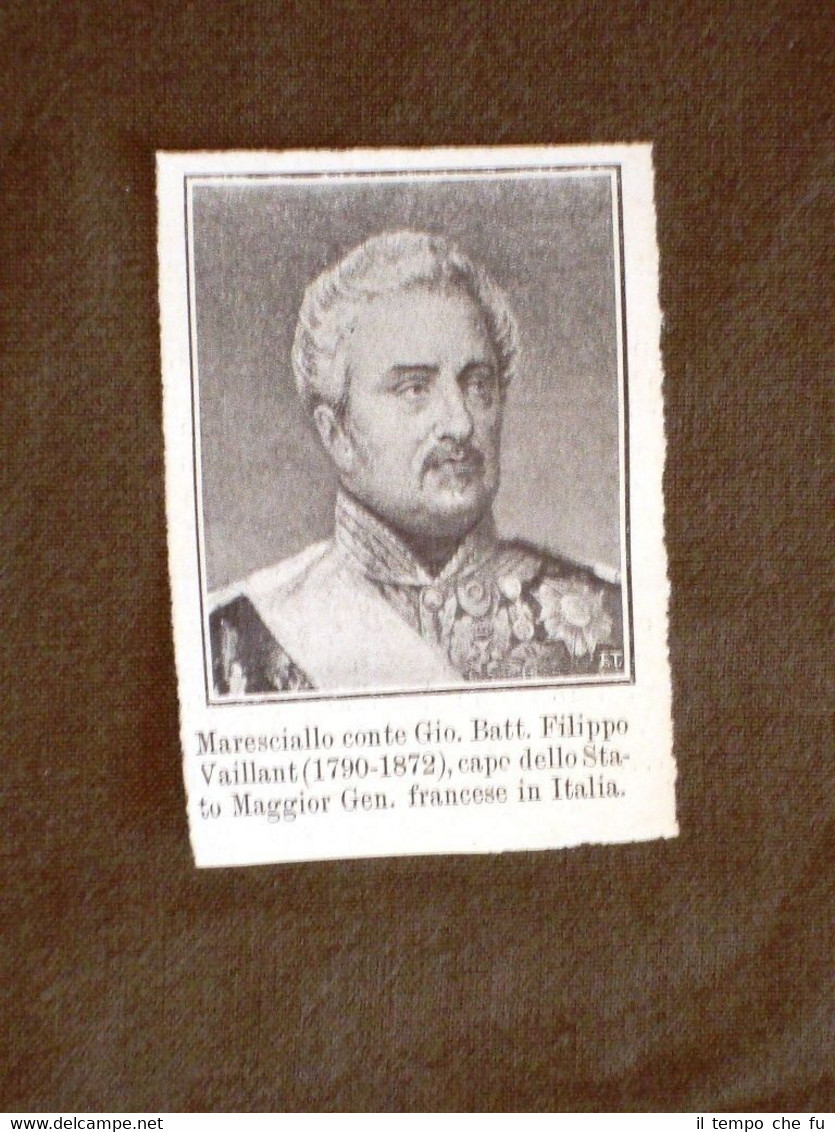 Maresciallo conte Gio. Batt. Filippo
Vaillant (1790-1872), capo dello Sta-
to Maggior Gen. francese in Italia.
www.delcampe.net
il tempo che fu